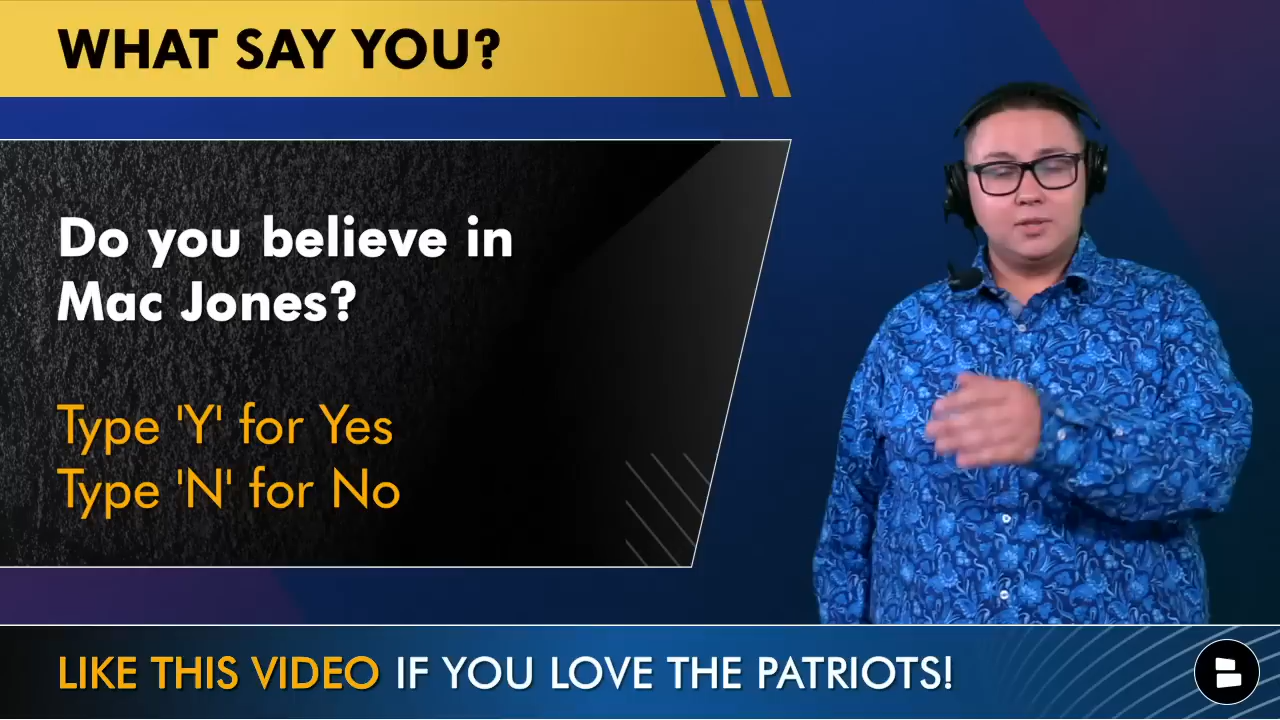 WHAT SAY YOU?
Do you believe in
Mac Jones?
Type 'Y' for Yes
Type 'N' for No
LIKE THIS VIDEO IF YOU LOVE THE PATRIOTS!